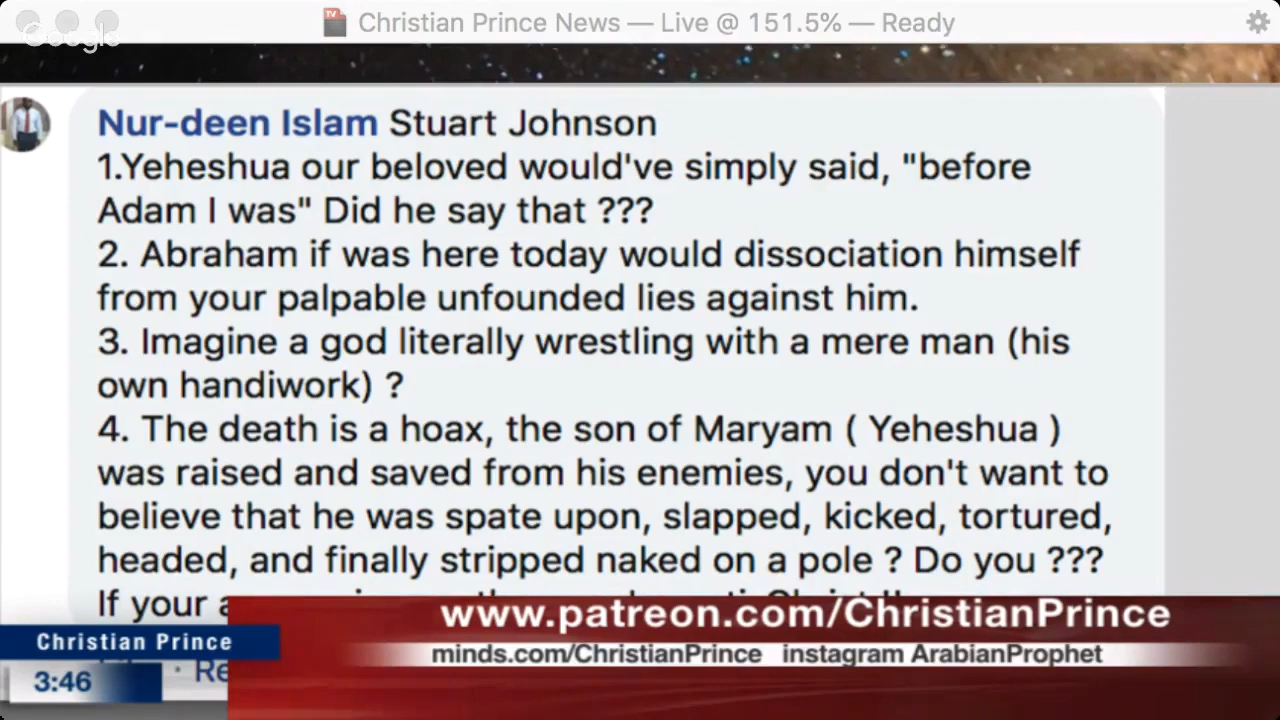 Christian Prince News — Live @ 151.5% — Ready
Google
TV
Nur-deen Islam Stuart Johnson
1.Yeheshua our beloved would've simply said, "before
Adam I was" Did he say that ???
2. Abraham if was here today would dissociation himself
from your palpable unfounded lies against him.
3. Imagine a god literally wrestling with a mere man (his
own handiwork) ?
4. The death is a hoax, the son of Maryam ( Yeheshua )
was raised and saved from his enemies, you don't want to
believe that he was spate upon, slapped, kicked, tortured,
headed, and finally stripped naked on a pole ? Do you ???
If your
www.patreon.com/ChristianPrince
Christian Prince
minds.com/ChristianPrince instagram ArabianProphet
3:46